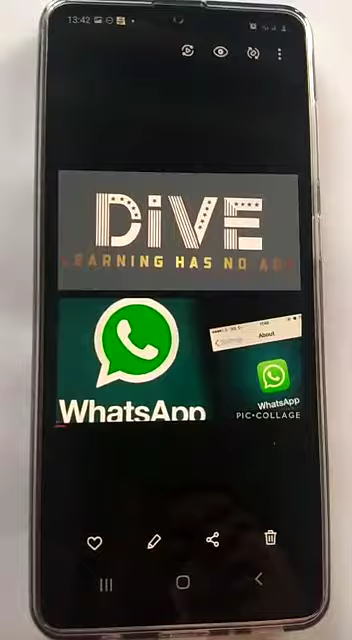 13:42
DiVE
LEARNING HAS NO AGE
WhatsApp
About
WhatsApp
PIC•COLLAGE